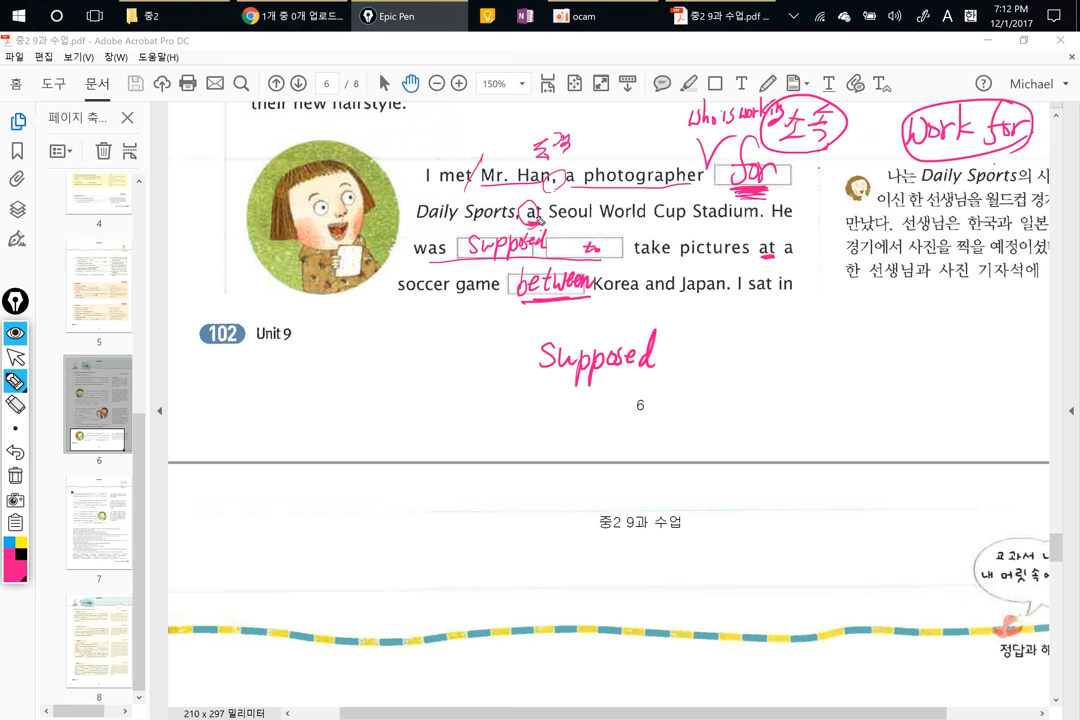 중2
1개 중 0개 업로드...
Epic Pen
ocam
중2 9과 수업.pdf ...
A
한
7:12 PM
12/1/2017
중2 9과 수업.pdf - Adobe Acrobat Pro DC
파일 편집 보기(V) 창(W) 도움말(H)
홈 도구 문서
6 / 8
150%
Michael
페이지 축...
4
5
6
7
8
their new hairstyle.
who is working
소속
Work for
동격
I met Mr. Han, a photographer for
Daily Sports, at Seoul World Cup Stadium. He
was supposed to take pictures at a
soccer game between Korea and Japan. I sat in
나는 Daily Sports의 사
이신 한 선생님을 월드컵 경기
만났다. 선생님은 한국과 일본
경기에서 사진을 찍을 예정이셨
한 선생님과 사진 기자석에
102 Unit 9
Supposed
6
중2 9과 수업
교과서 나
내 머릿속에
정답과 해
210 x 297 밀리미터